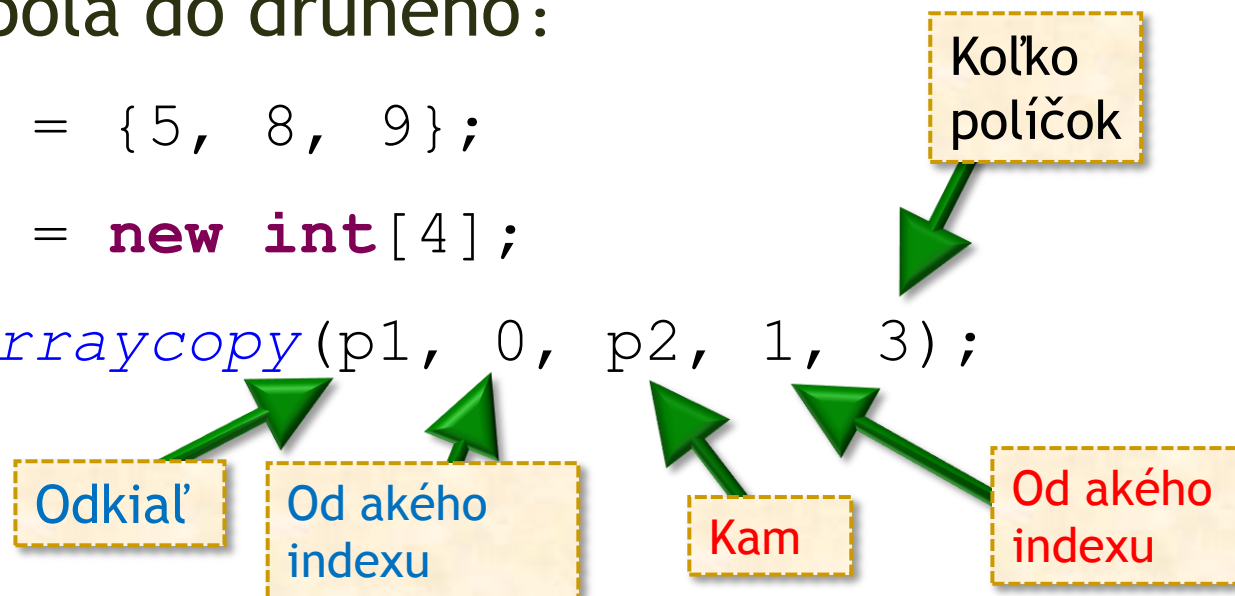 poľa do druhého:
Koľko
políčok
= {5, 8, 9};
= new int[4];
rraycopy(p1, 0, p2, 1, 3);
Odkiaľ
Od akého
indexu
Kam
Od akého
indexu